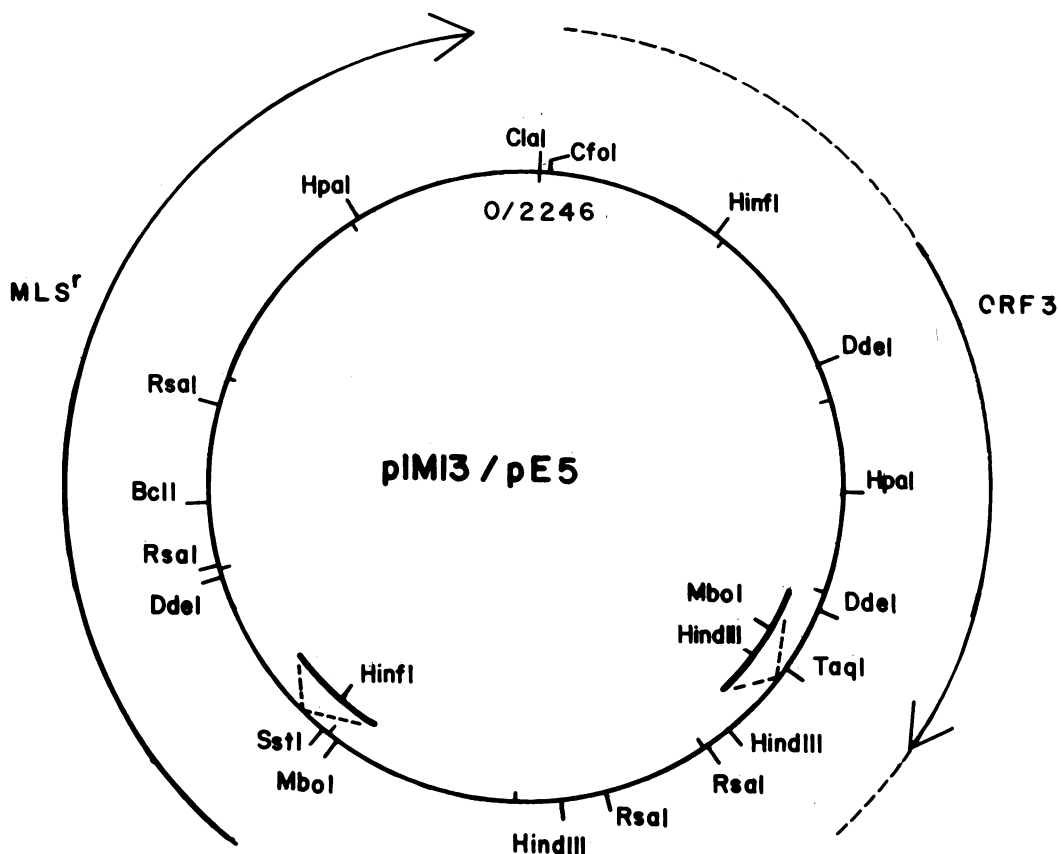 ClaI
CfoI
HpaI
0/2246
HinfI
MLSr
ORF3
DdeI
RsaI
pIM13 / pE5
BclI
HpaI
RsaI
DdeI
MboI
DdeI
HindIII
TaqI
HinfI
SstI
MboI
HindIII
RsaI
RsaI
HindIII